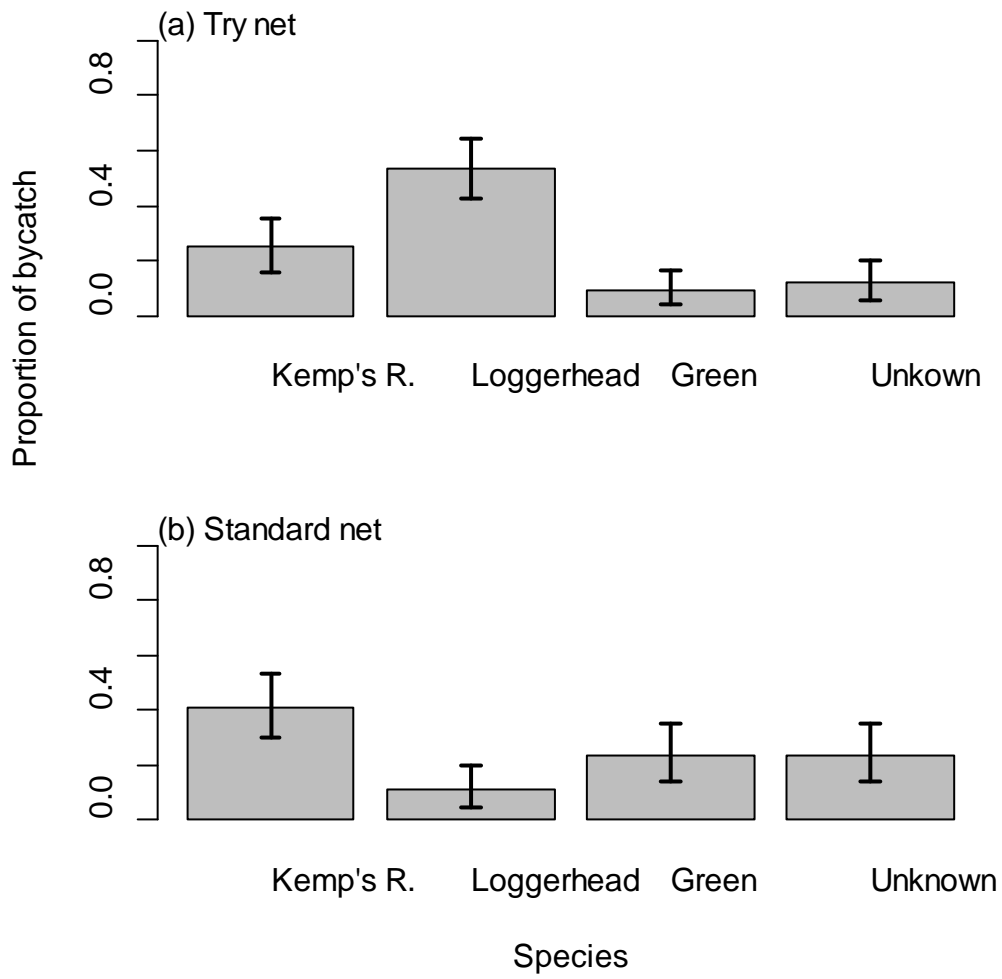 (a) Try net
0.8
0.4
0.0
Kemp's R. Loggerhead Green Unkown
Proportion of bycatch
(b) Standard net
0.8
0.4
0.0
Kemp's R. Loggerhead Green Unknown
Species